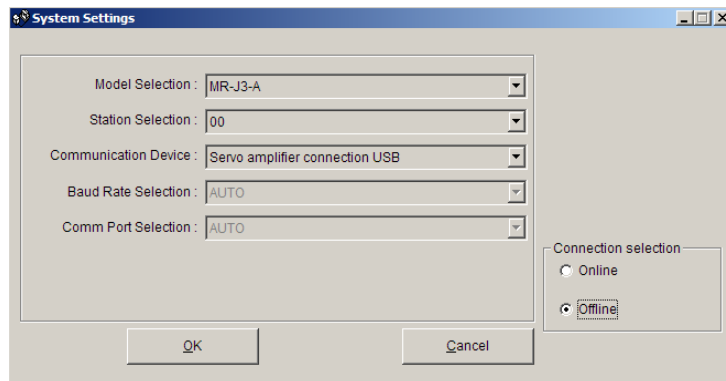 System Settings
Model Selection : MR-J3-A
Station Selection : 00
Communication Device : Servo amplifier connection USB
Baud Rate Selection : AUTO
Comm Port Selection : AUTO
Connection selection
Online
Offline
OK Cancel